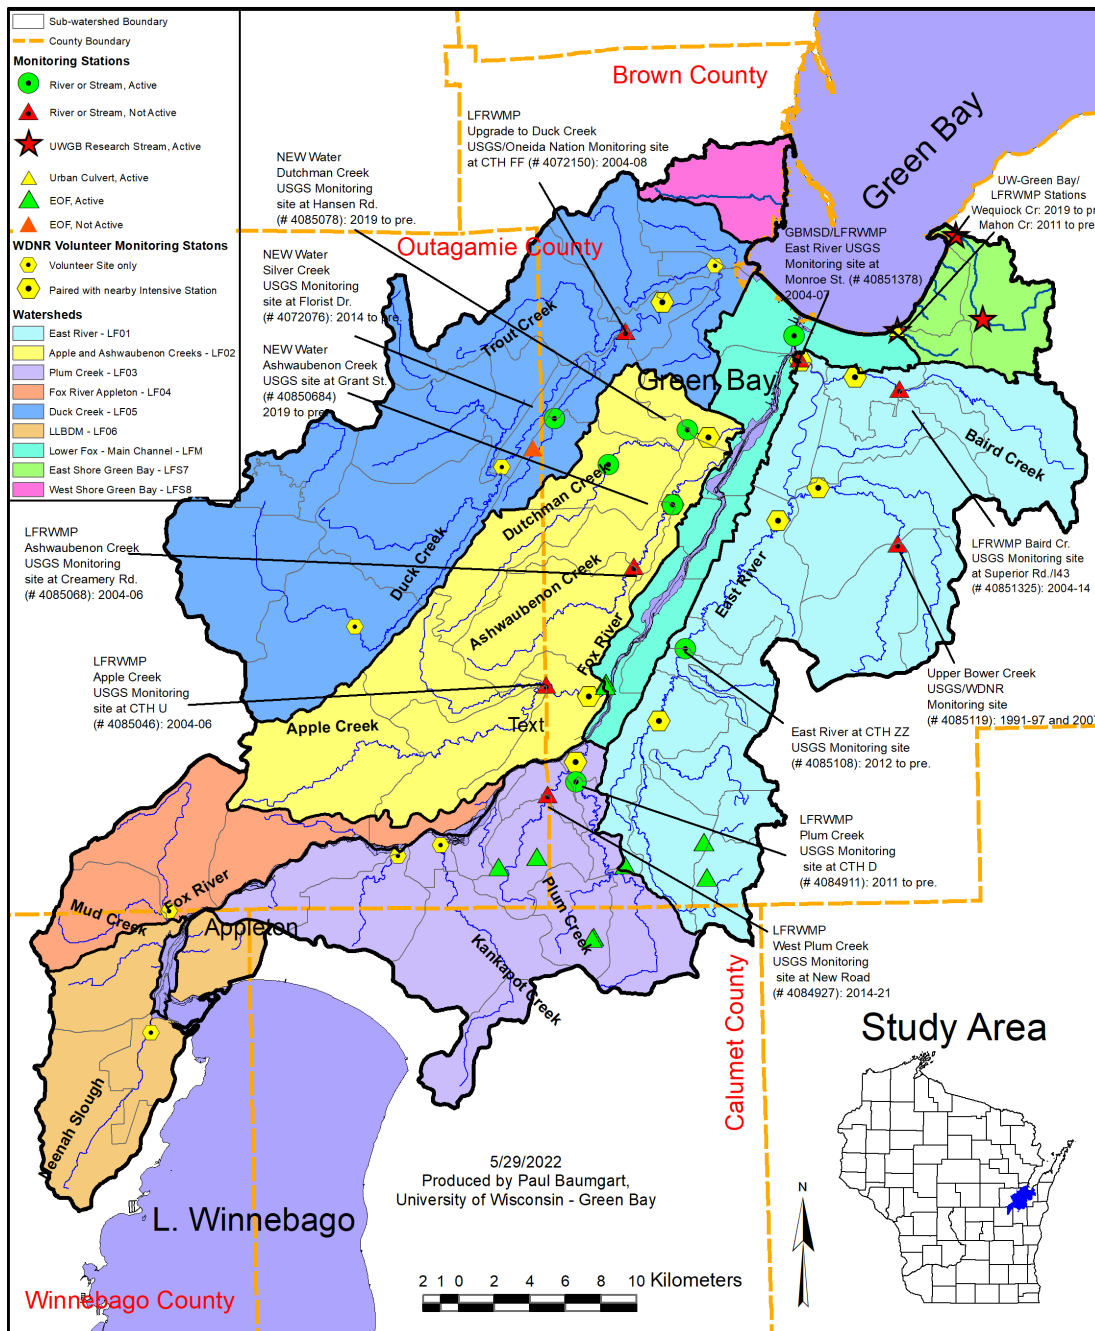 Sub-watershed Boundary
County Boundary
Monitoring Stations
River or Stream, Active
River or Stream, Not Active
UWGB Research Stream, Active
Urban Culvert, Active
EOF, Active
EOF, Not Active
WDNR Volunteer Monitoring Statons
Volunteer Site only
Paired with nearby Intensive Station
Watersheds
East River - LF01
Apple and Ashwaubenon Creeks - LF02
Plum Creek - LF03
Fox River Appleton - LF04
Duck Creek - LF05
LLBDM - LF06
Lower Fox - Main Channel - LFM
East Shore Green Bay - LFS7
West Shore Green Bay - LFS8
Brown County
Outagamie County
Calumet County
Winnebago County
Green Bay
Green Bay
Appleton
L. Winnebago
LFRWMP
Upgrade to Duck Creek
USGS/Oneida Nation Monitoring site
at CTH FF (# 4072150): 2004-08
NEW Water
Dutchman Creek
USGS Monitoring
site at Hansen Rd.
(# 4085078): 2019 to pre.
NEW Water
Silver Creek
USGS Monitoring
site at Florist Dr.
(# 4072076): 2014 to pre.
NEW Water
Ashwaubenon Creek
USGS site at Grant St.
(# 40850684)
2019 to pre.
GBMSD/LFRWMP
East River USGS
Monitoring site at
Monroe St. (# 40851378)
2004-07
UW-Green Bay/
LFRWMP Stations
Wequiock Cr: 2019 to pre
Mahon Cr: 2011 to pre
LFRWMP
Ashwaubenon Creek
USGS Monitoring
site at Creamery Rd.
(# 4085068): 2004-06
LFRWMP
Apple Creek
USGS Monitoring
site at CTH U
(# 4085046): 2004-06
LFRWMP Baird Cr.
USGS Monitoring site
at Superior Rd./I43
(# 40851325): 2004-14
Upper Bower Creek
USGS/WDNR
Monitoring site
(# 4085119): 1991-97 and 2007
East River at CTH ZZ
USGS Monitoring site
(# 4085108): 2012 to pre.
LFRWMP
Plum Creek
USGS Monitoring
site at CTH D
(# 4084911): 2011 to pre.
LFRWMP
West Plum Creek
USGS Monitoring
site at New Road
(# 4084927): 2014-21
Trout Creek
Duck Creek
Dutchman Creek
Ashwaubenon Creek
Apple Creek
Fox River
East River
Baird Creek
Text
Fox River
Mud Creek
Plum Creek
Kankapot Creek
Neenah Slough
Study Area
5/29/2022
Produced by Paul Baumgart,
University of Wisconsin - Green Bay
N
2 1 0 2 4 6 8 10 Kilometers